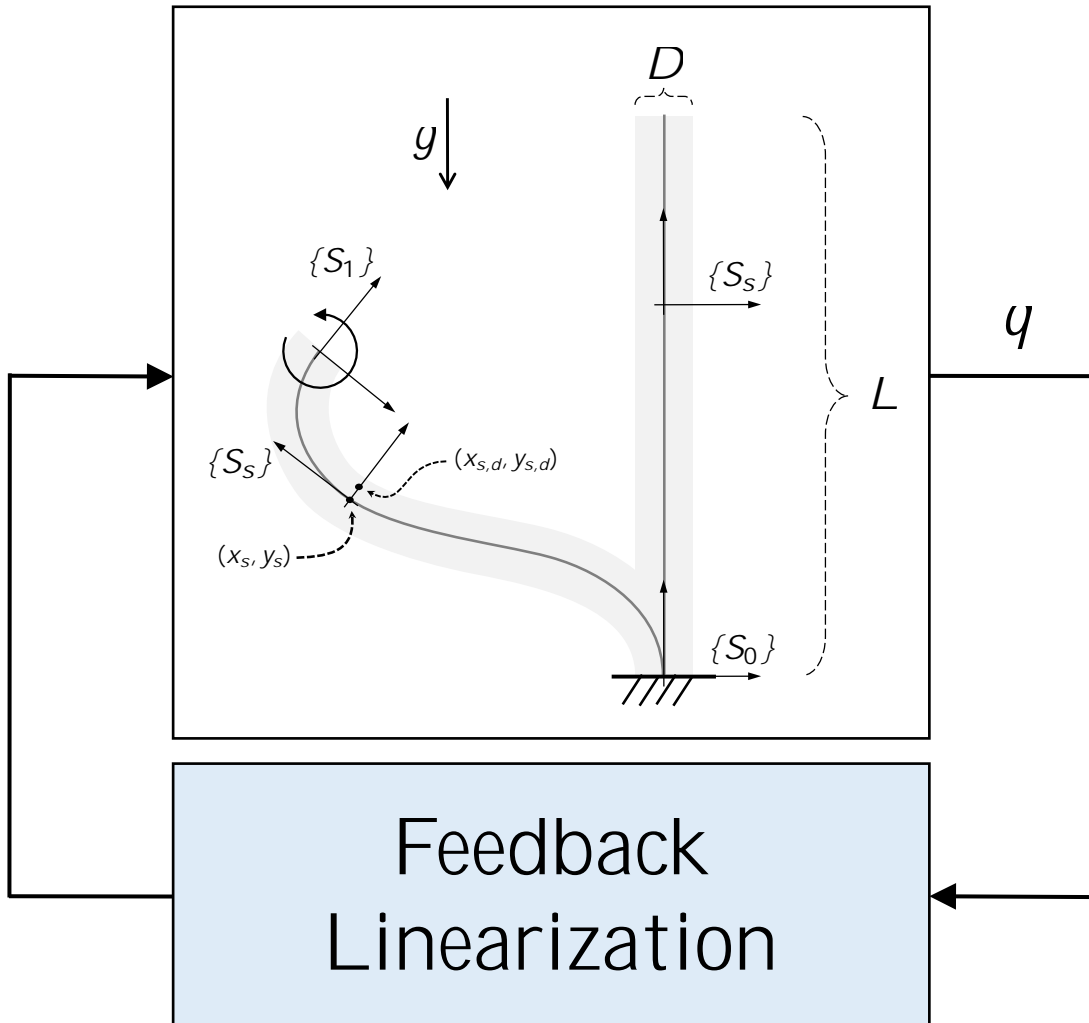 D
g
{S₁}
{Sₛ}
q
L
{Sₛ}
(xₛ,d, yₛ,d)
(xₛ, yₛ)
{S₀}
Feedback
Linearization